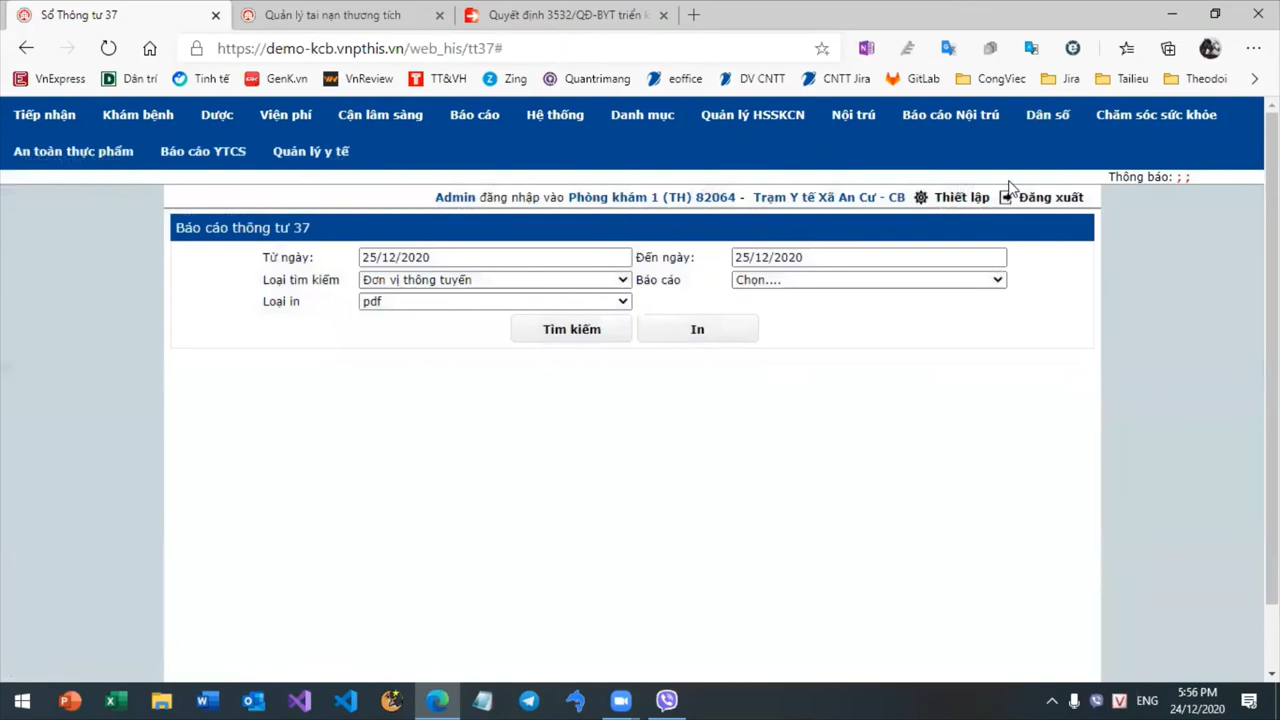 Sổ Thông tư 37
Quản lý tai nạn thương tích
Quyết định 3532/QĐ-BYT triển k
https://demo-kcb.vnpthis.vn/web_his/tt37#
VnExpress
Dân trí
Tinh tế
GenK.vn
VnReview
TT&VH
Zing
Quantrimang
eoffice
DV CNTT
CNTT Jira
GitLab
CongViec
Jira
Tailieu
Theodoi
Tiếp nhận Khám bệnh Dược Viện phí Cận lâm sàng Báo cáo Hệ thống Danh mục Quản lý HSSKCN Nội trú Báo cáo Nội trú Dân số Chăm sóc sức khỏe
An toàn thực phẩm Báo cáo YTCS Quản lý y tế
Thông báo: ; ;
Admin đăng nhập vào Phòng khám 1 (TH) 82064 - Trạm Y tế Xã An Cư - CB Thiết lập Đăng xuất
Báo cáo thông tư 37
Từ ngày: 25/12/2020 Đến ngày: 25/12/2020
Loại tìm kiếm Đơn vị thông tuyến Báo cáo Chọn....
Loại in pdf
Tìm kiếm In
ENG
5:56 PM
24/12/2020